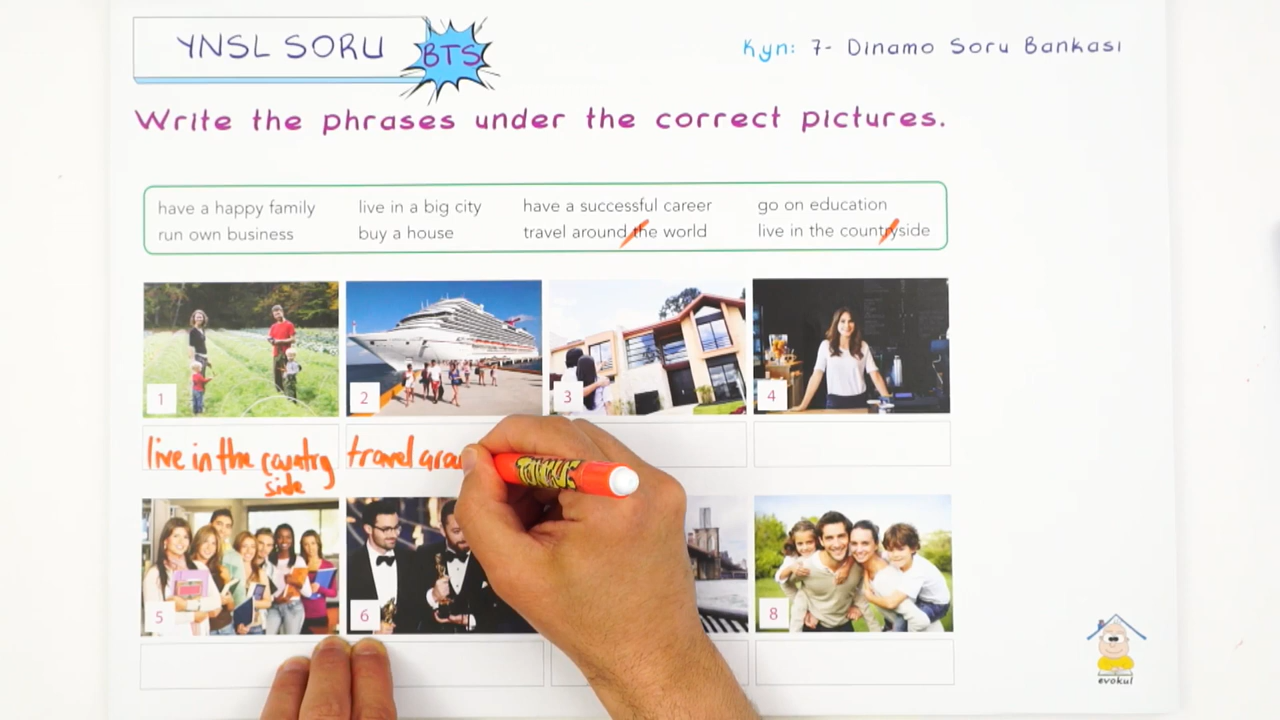 YNSL SORU
BTS
Kyn: 7- Dinamo Soru Bankası
Write the phrases under the correct pictures.
have a happy family live in a big city have a successful career go on education
run own business buy a house travel around the world live in the countryside
1 2 3 4
live in the country travel
side
5 6 8
evokul